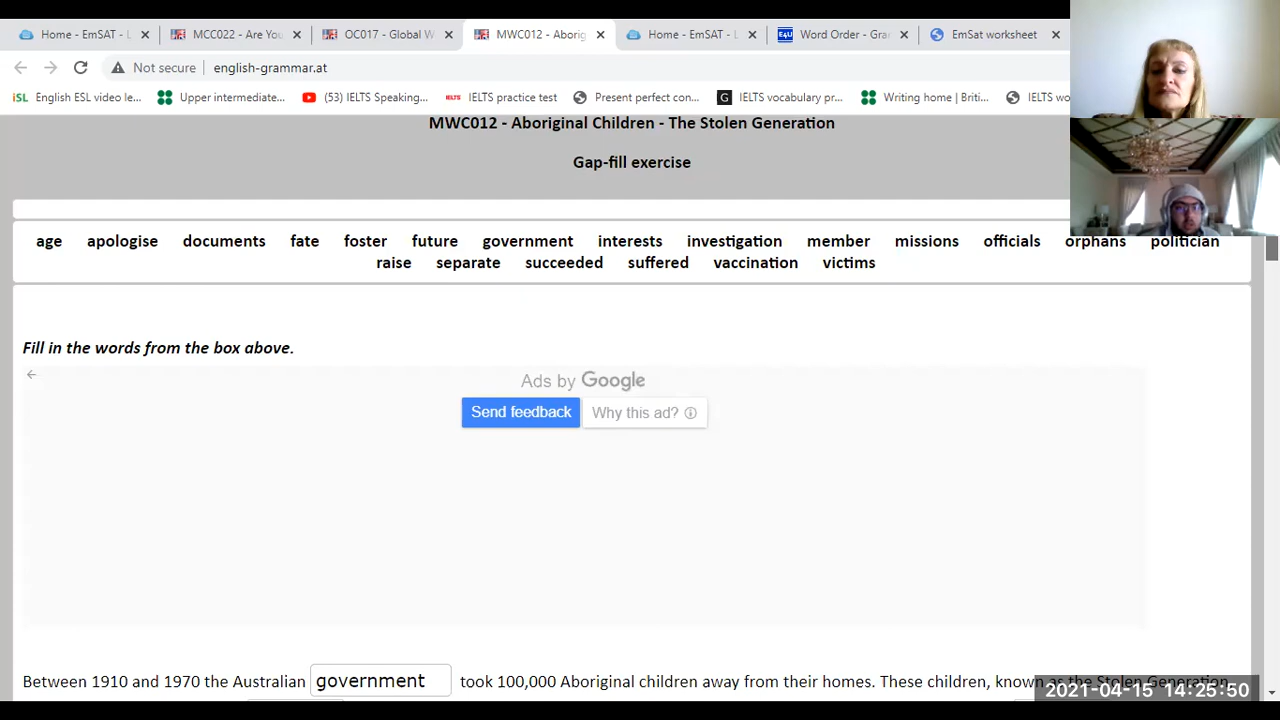 Home - EmSAT - L
MCC022 - Are You
OC017 - Global W
MWC012 - Aborig
Home - EmSAT - L
Word Order - Gra
EmSat worksheet
Not secure
english-grammar.at
iSL English ESL video le...
Upper intermediate...
(53) IELTS Speaking...
IELTS practice test
Present perfect con...
IELTS vocabulary pr...
Writing home | Briti...
IELTS wo
MWC012 - Aboriginal Children - The Stolen Generation
Gap-fill exercise
age apologise documents fate foster future government interests investigation member missions officials orphans politician
raise separate succeeded suffered vaccination victims
Fill in the words from the box above.
Ads by Google
Send feedback Why this ad?
Between 1910 and 1970 the Australian government took 100,000 Aboriginal children away from their homes. These children, known as the Stolen Generation
2021-04-15 14:25:50